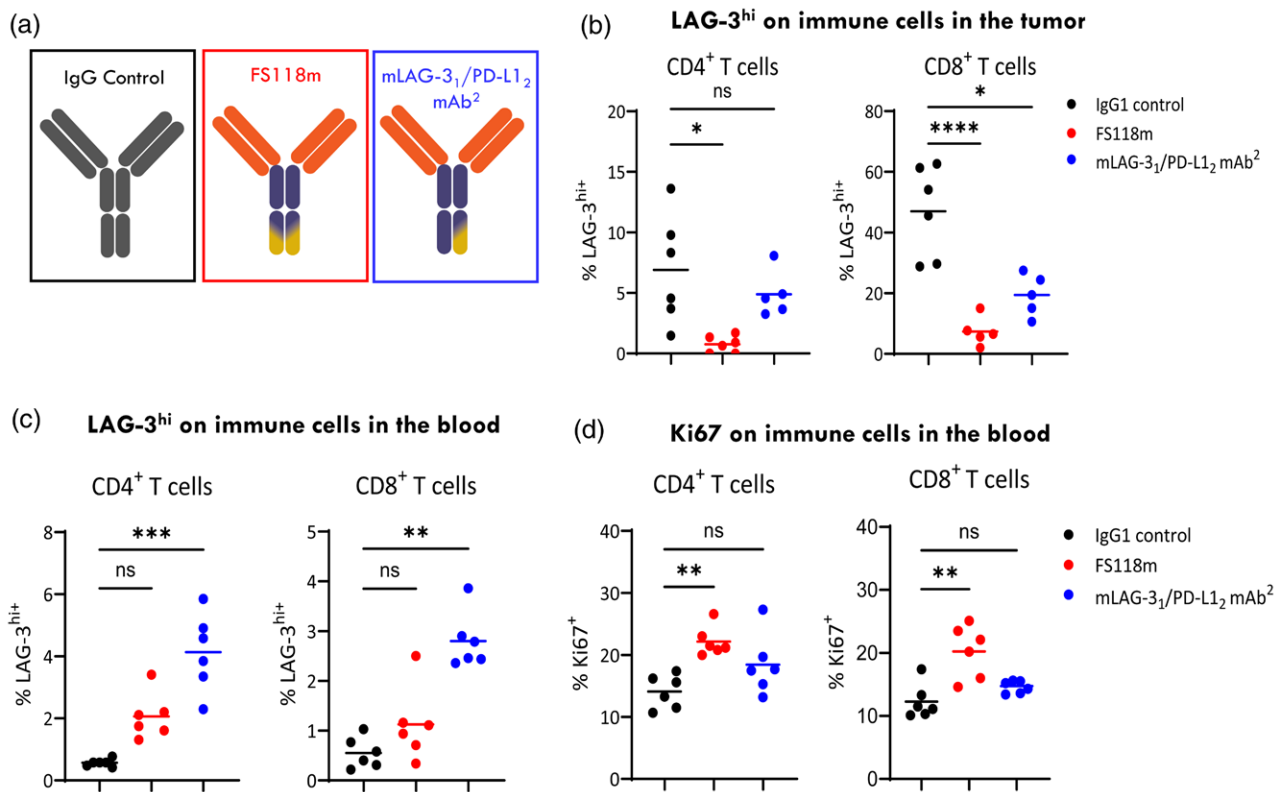 (a)
IgG Control
FS118m
mLAG-3₁/PD-L1₂
mAb²
(b)
LAG-3ʰⁱ on immune cells in the tumor
CD4⁺ T cells
ns
*
% LAG-3ʰⁱ⁺
20
15
10
5
0
CD8⁺ T cells
*
****
% LAG-3ʰⁱ⁺
80
60
40
20
0
IgG1 control
FS118m
mLAG-3₁/PD-L1₂ mAb²
(c)
LAG-3ʰⁱ on immune cells in the blood
CD4⁺ T cells
***
ns
% LAG-3ʰⁱ⁺
8
6
4
2
0
CD8⁺ T cells
**
ns
% LAG-3ʰⁱ⁺
5
4
3
2
1
0
(d)
Ki67 on immune cells in the blood
CD4⁺ T cells
ns
**
% Ki67⁺
40
30
20
10
0
CD8⁺ T cells
ns
**
% Ki67⁺
40
30
20
10
0
IgG1 control
FS118m
mLAG-3₁/PD-L1₂ mAb²